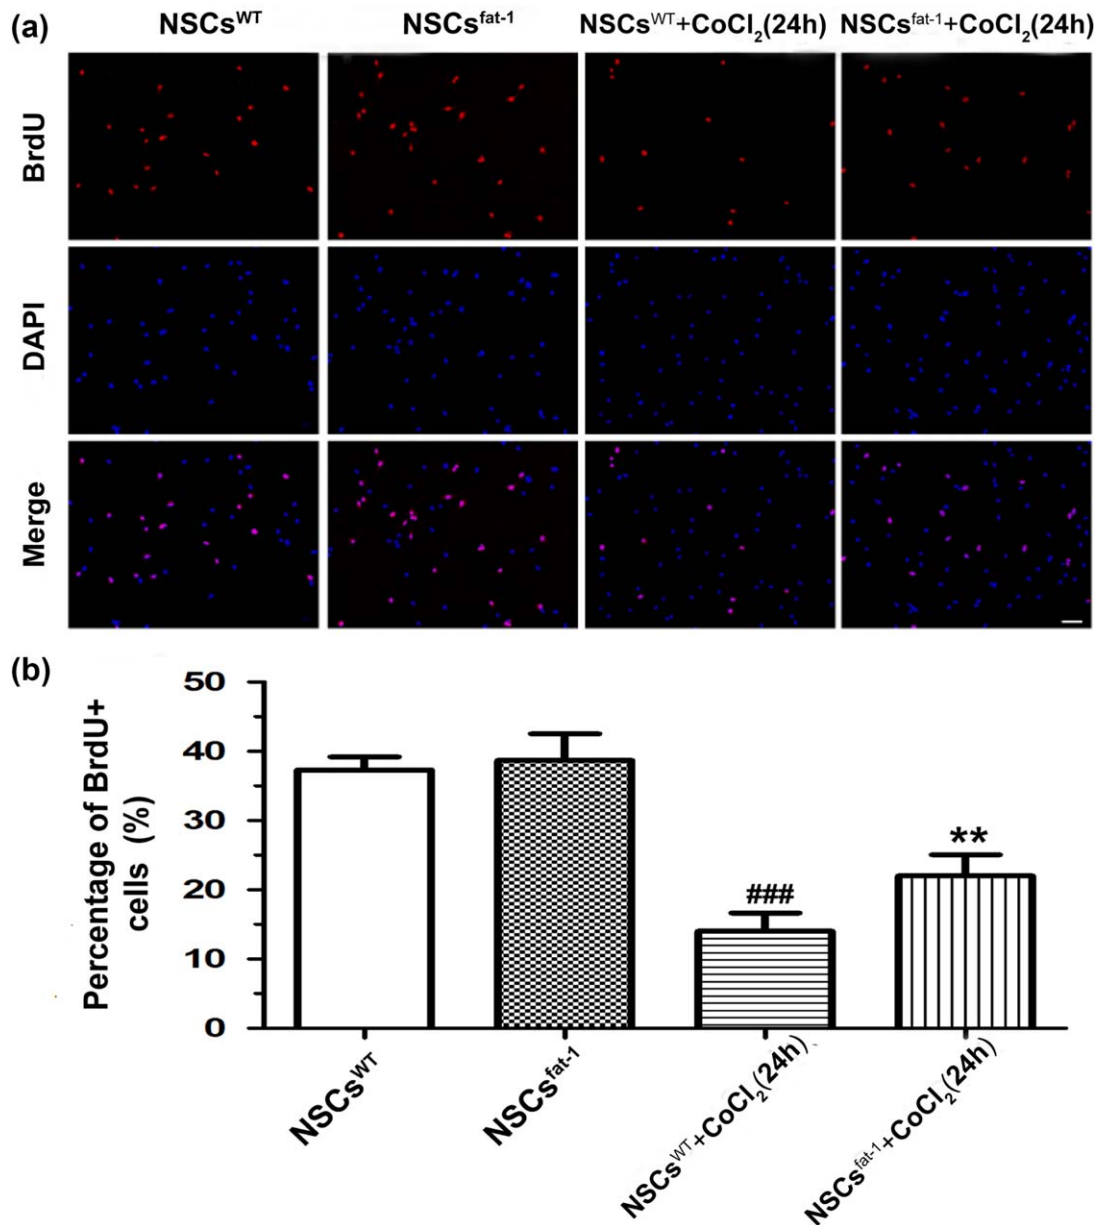 (a)
NSCsᵂᵀ NSCsᶠᵃᵗ⁻¹ NSCsᵂᵀ+CoCl₂(24h) NSCsᶠᵃᵗ⁻¹+CoCl₂(24h)
BrdU
DAPI
Merge
(b)
Percentage of BrdU+
cells (%)
50
40
30
20
10
0
###
**
NSCsᵂᵀ
NSCsᶠᵃᵗ⁻¹
NSCsᵂᵀ+CoCl₂(24h)
NSCsᶠᵃᵗ⁻¹+CoCl₂(24h)